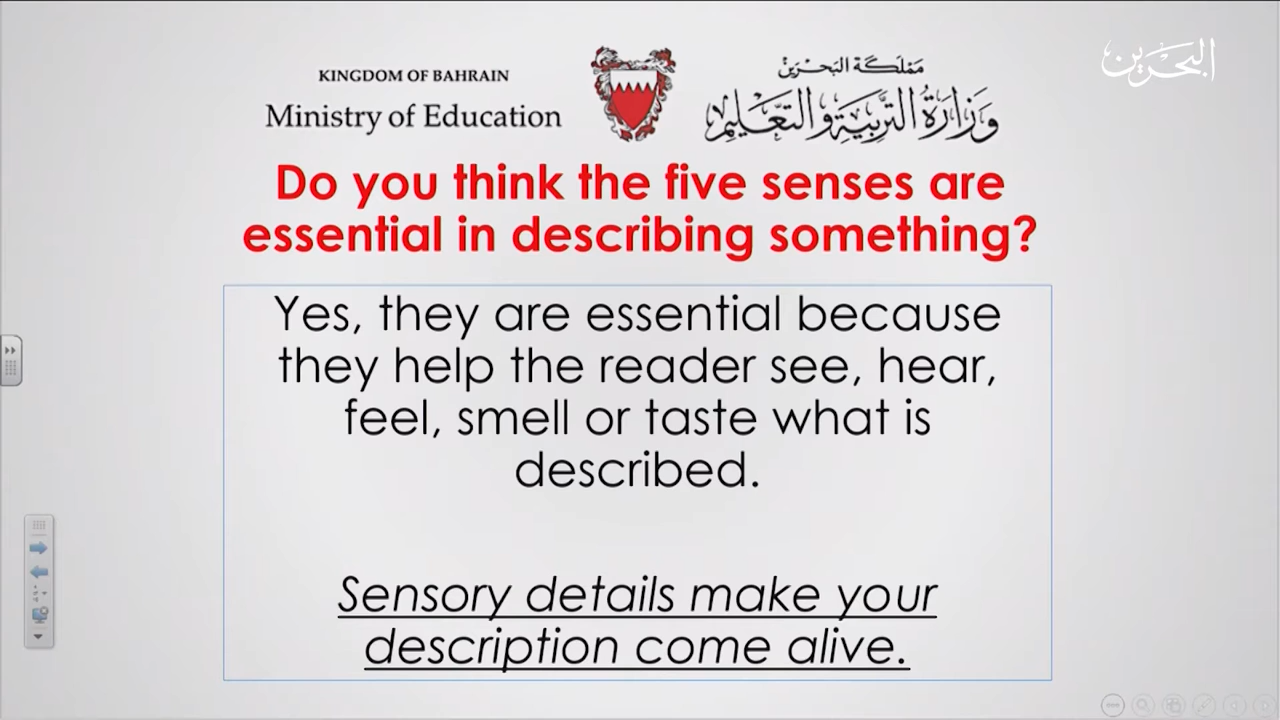 KINGDOM OF BAHRAIN
Ministry of Education
مملكة البحرين
وزارة التربية والتعليم
البحرين
Do you think the five senses are
essential in describing something?
Yes, they are essential because
they help the reader see, hear,
feel, smell or taste what is
described.
Sensory details make your
description come alive.